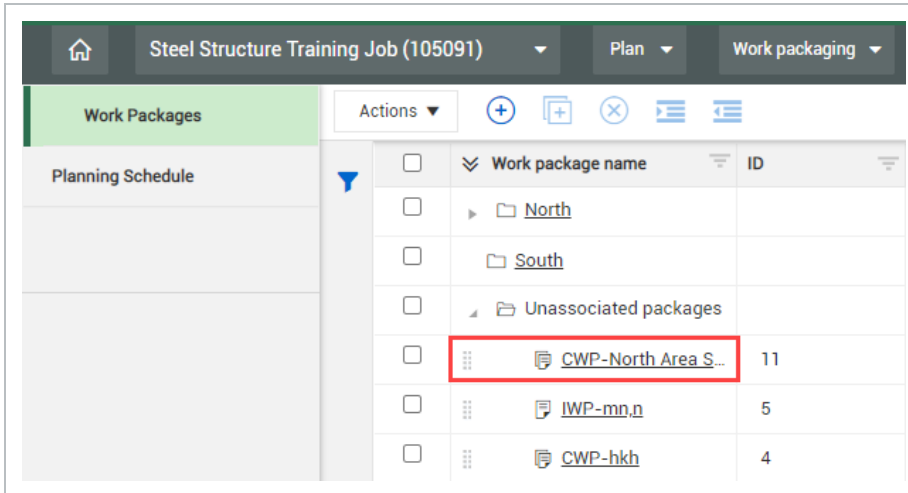 Steel Structure Training Job (105091) Plan Work packaging
Work Packages
Actions
Planning Schedule
Work package name ID
North
South
Unassociated packages
CWP-North Area S... 11
IWP-mn,n 5
CWP-hkh 4